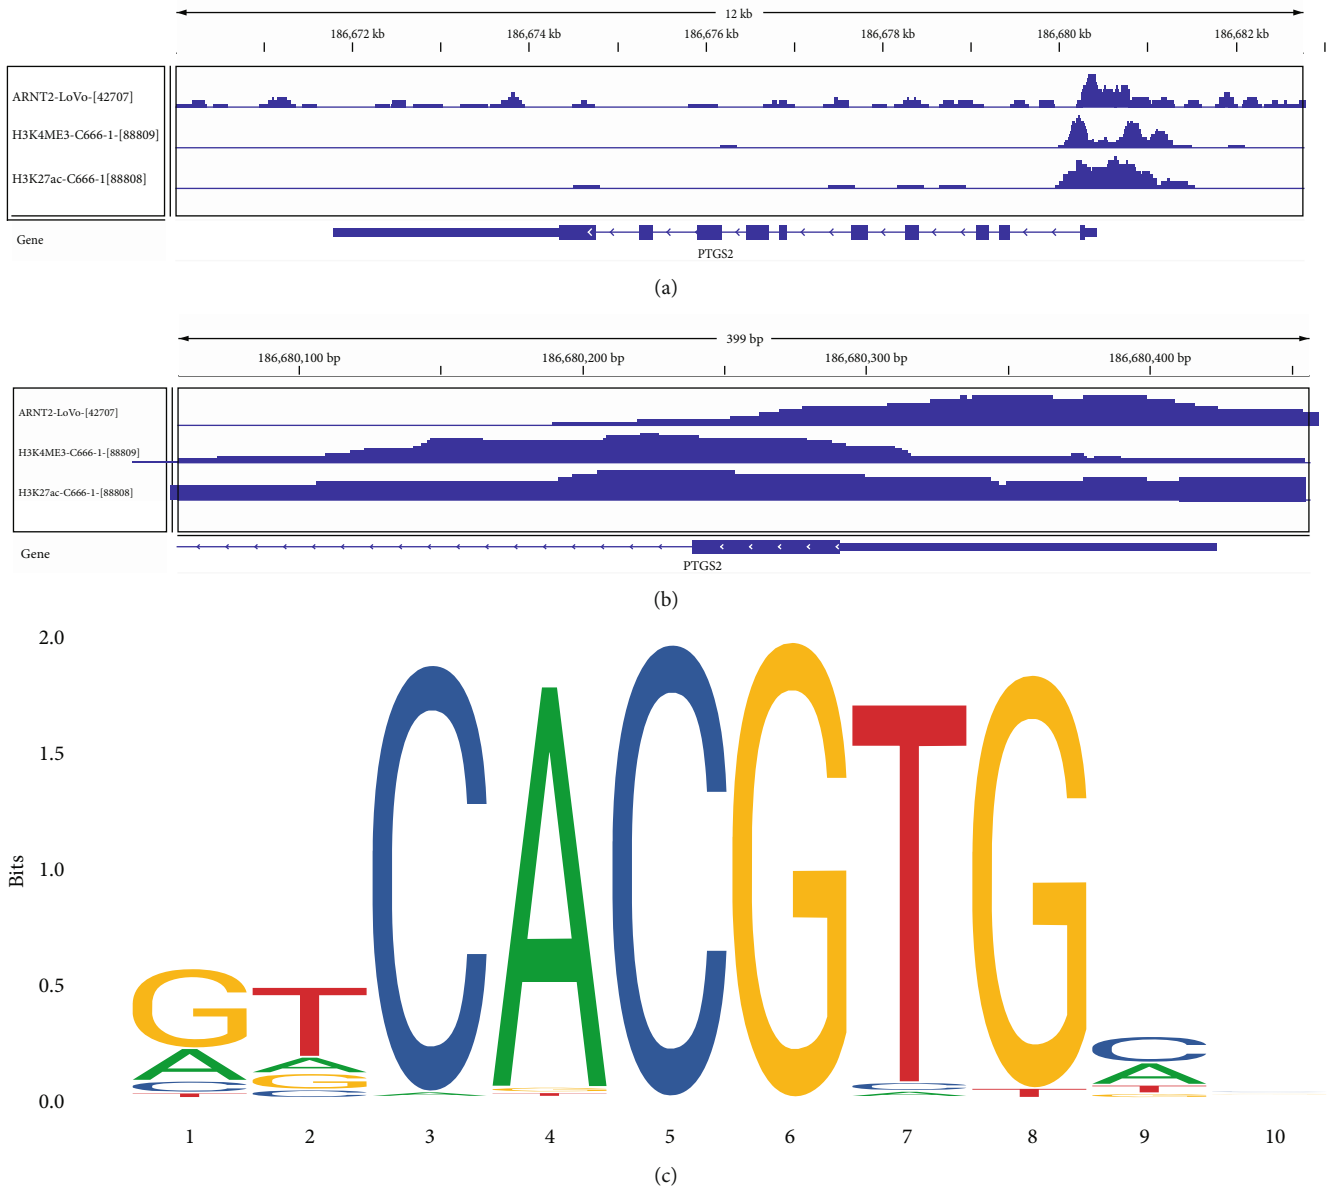 12 kb
186,672 kb 186,674 kb 186,676 kb 186,678 kb 186,680 kb 186,682 kb
ARNT2-LoVo-[42707]
H3K4ME3-C666-1-[88809]
H3K27ac-C666-1[88808]
Gene
PTGS2
(a)
399 bp
186,680,100 bp 186,680,200 bp 186,680,300 bp 186,680,400 bp
ARNT2-LoVo-[42707]
H3K4ME3-C666-1-[88809]
H3K27ac-C666-1-[88808]
Gene
PTGS2
(b)
2.0
1.5
1.0
0.5
0.0
Bits
G T C A C G T G C
A A G C A A
C G C T T T
T C A G
1 2 3 4 5 6 7 8 9 10
(c)